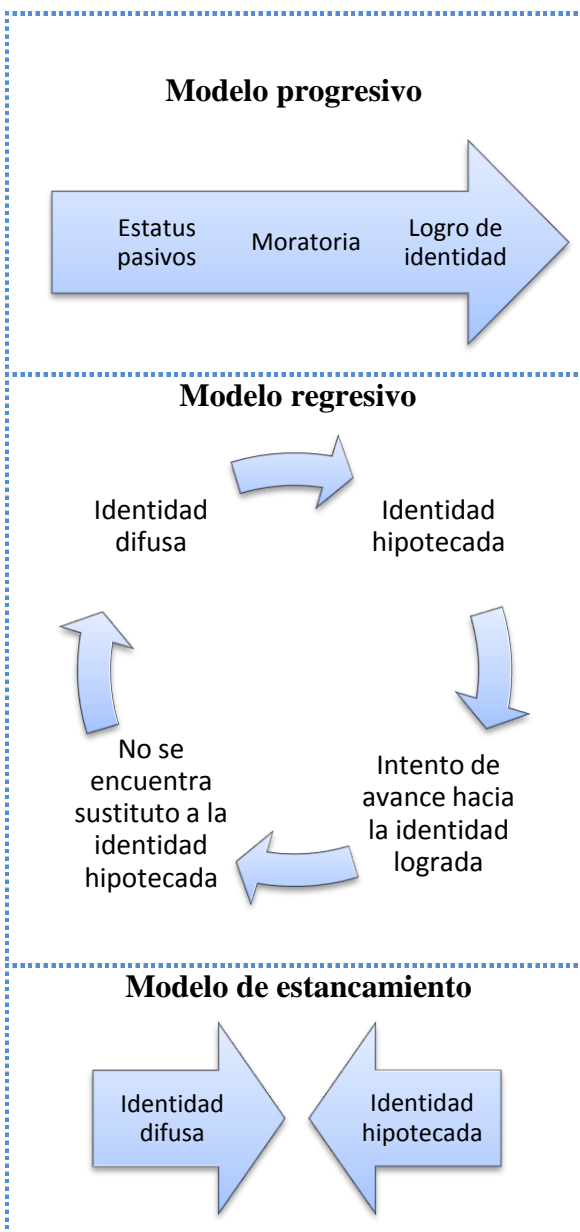 Modelo progresivo
Estatus
pasivos
Moratoria
Logro de
identidad
Modelo regresivo
Identidad
difusa
Identidad
hipotecada
Intento de
avance hacia
la identidad
lograda
No se
encuentra
sustituto a la
identidad
hipotecada
Modelo de estancamiento
Identidad
difusa
Identidad
hipotecada